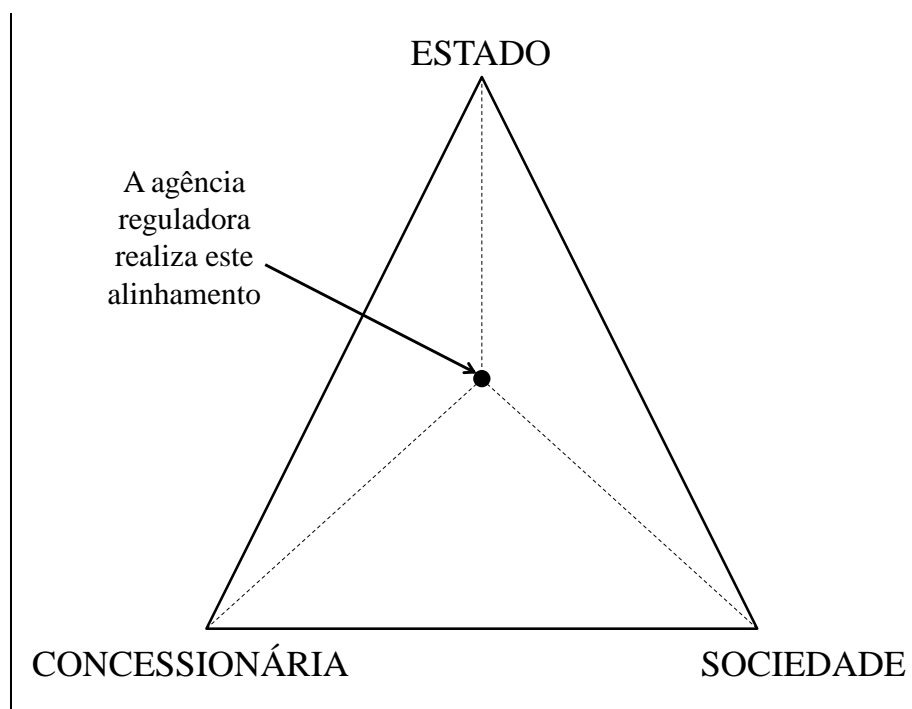 ESTADO
A agência
reguladora
realiza este
alinhamento
CONCESSIONÁRIA
SOCIEDADE